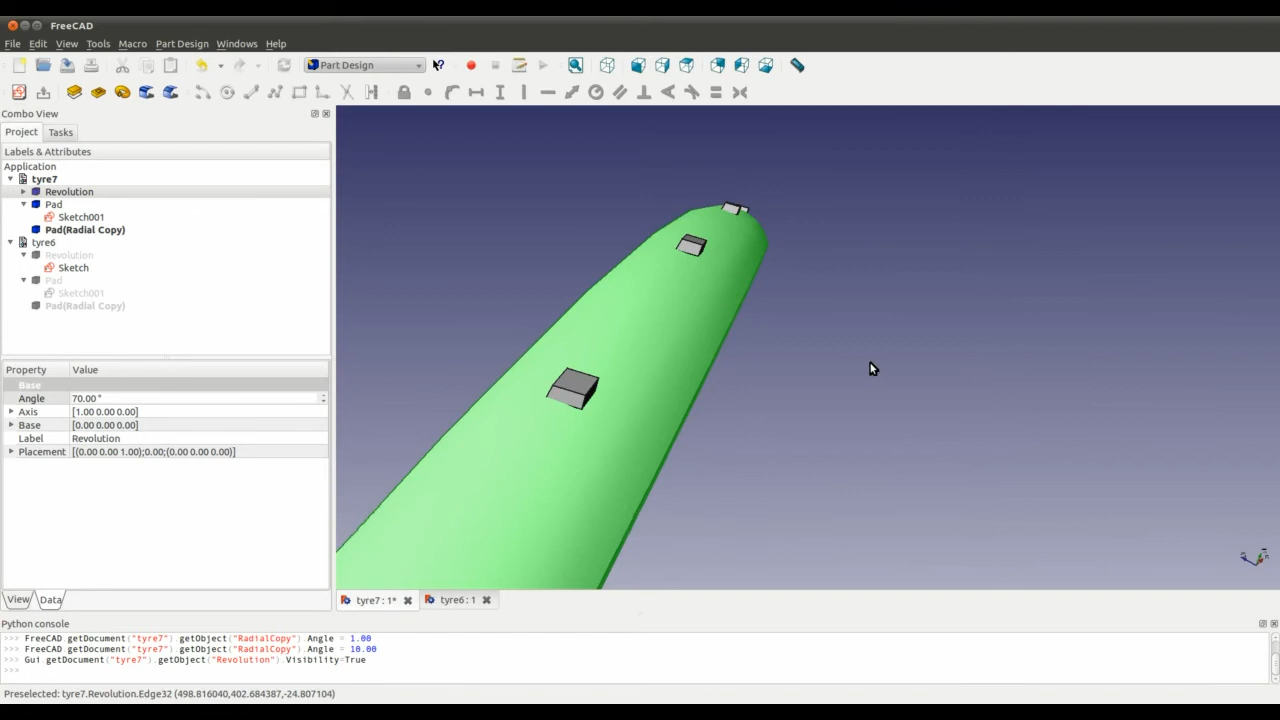 FreeCAD
File Edit View Tools Macro Part Design Windows Help
Part Design
Combo View
Project Tasks
Labels & Attributes
Application
tyre7
Revolution
Pad
Sketch001
Pad(Radial Copy)
tyre6
Revolution
Sketch
Pad
Sketch001
Pad(Radial Copy)
Property Value
Base
Angle 70.00 °
Axis [1.00 0.00 0.00]
Base [0.00 0.00 0.00]
Label Revolution
Placement [(0.00 0.00 1.00);0.00;(0.00 0.00 0.00)]
View Data
tyre7 : 1* tyre6 : 1
Python console
>>> FreeCAD.getDocument("tyre7").getObject("RadialCopy").Angle = 1.00
>>> FreeCAD.getDocument("tyre7").getObject("RadialCopy").Angle = 10.00
>>> Gui.getDocument("tyre7").getObject("Revolution").Visibility=True
>>>
Preselected: tyre7.Revolution.Edge32 (498.816040,402.684387,-24.807104)